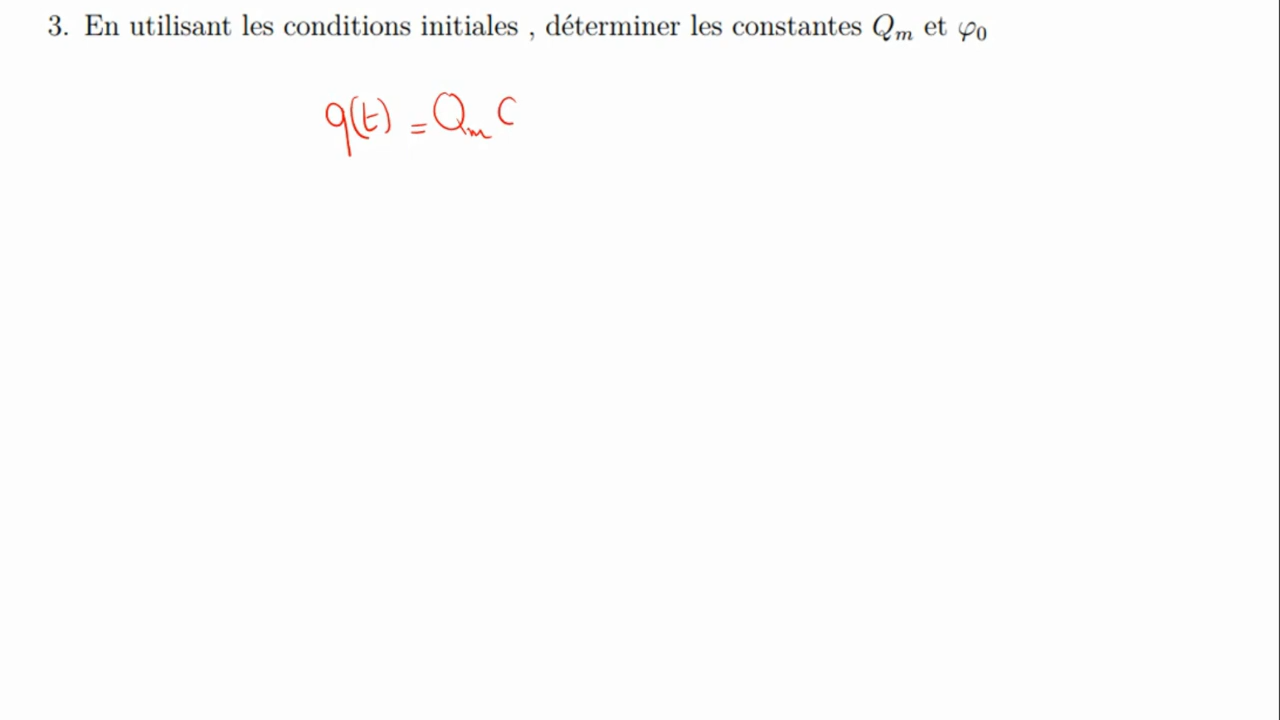 3. En utilisant les conditions initiales , déterminer les constantes Qₘ et φ₀
q(t) = Qₘ C